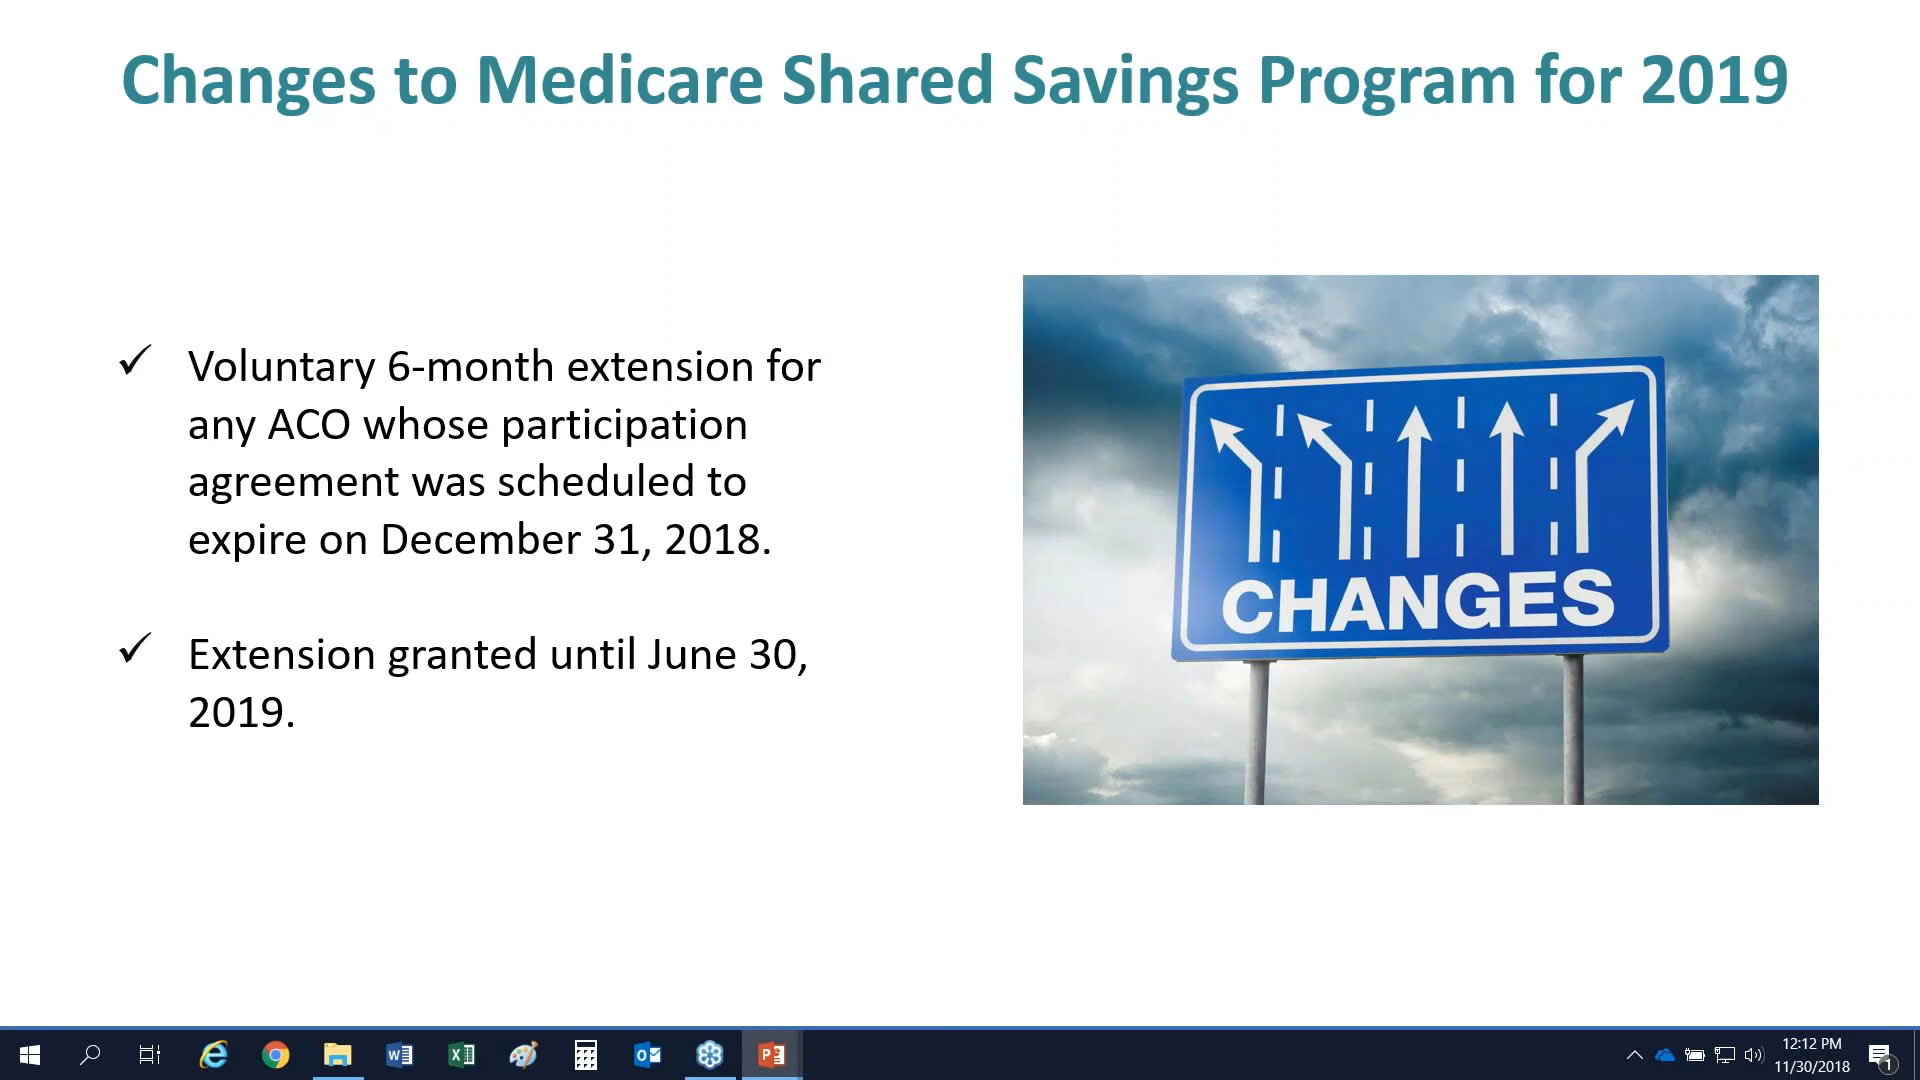 Changes to Medicare Shared Savings Program for 2019
✓ Voluntary 6-month extension for
any ACO whose participation
agreement was scheduled to
expire on December 31, 2018.
✓ Extension granted until June 30,
2019.
CHANGES
12:12 PM
11/30/2018
1